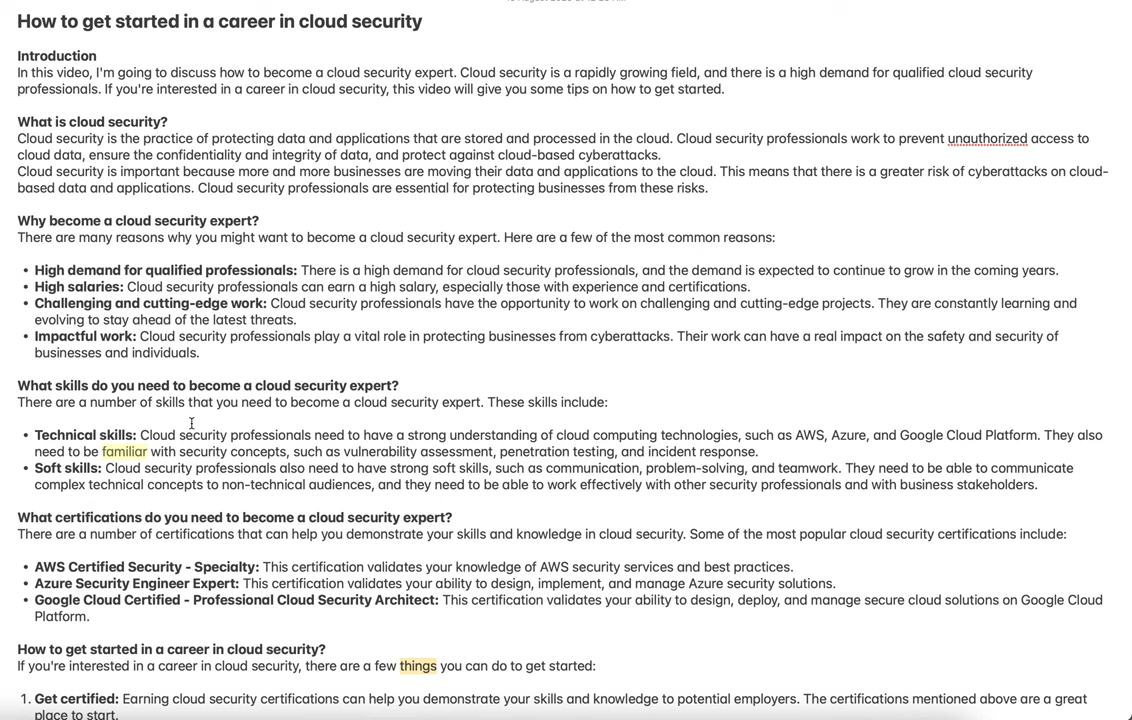 How to get started in a career in cloud security
Introduction
In this video, I'm going to discuss how to become a cloud security expert. Cloud security is a rapidly growing field, and there is a high demand for qualified cloud security
professionals. If you're interested in a career in cloud security, this video will give you some tips on how to get started.
What is cloud security?
Cloud security is the practice of protecting data and applications that are stored and processed in the cloud. Cloud security professionals work to prevent unauthorized access to
cloud data, ensure the confidentiality and integrity of data, and protect against cloud-based cyberattacks.
Cloud security is important because more and more businesses are moving their data and applications to the cloud. This means that there is a greater risk of cyberattacks on cloud-
based data and applications. Cloud security professionals are essential for protecting businesses from these risks.
Why become a cloud security expert?
There are many reasons why you might want to become a cloud security expert. Here are a few of the most common reasons:
• High demand for qualified professionals: There is a high demand for cloud security professionals, and the demand is expected to continue to grow in the coming years.
• High salaries: Cloud security professionals can earn a high salary, especially those with experience and certifications.
• Challenging and cutting-edge work: Cloud security professionals have the opportunity to work on challenging and cutting-edge projects. They are constantly learning and
evolving to stay ahead of the latest threats.
• Impactful work: Cloud security professionals play a vital role in protecting businesses from cyberattacks. Their work can have a real impact on the safety and security of
businesses and individuals.
What skills do you need to become a cloud security expert?
There are a number of skills that you need to become a cloud security expert. These skills include:
• Technical skills: Cloud security professionals need to have a strong understanding of cloud computing technologies, such as AWS, Azure, and Google Cloud Platform. They also
need to be familiar with security concepts, such as vulnerability assessment, penetration testing, and incident response.
• Soft skills: Cloud security professionals also need to have strong soft skills, such as communication, problem-solving, and teamwork. They need to be able to communicate
complex technical concepts to non-technical audiences, and they need to be able to work effectively with other security professionals and with business stakeholders.
What certifications do you need to become a cloud security expert?
There are a number of certifications that can help you demonstrate your skills and knowledge in cloud security. Some of the most popular cloud security certifications include:
• AWS Certified Security - Specialty: This certification validates your knowledge of AWS security services and best practices.
• Azure Security Engineer Expert: This certification validates your ability to design, implement, and manage Azure security solutions.
• Google Cloud Certified - Professional Cloud Security Architect: This certification validates your ability to design, deploy, and manage secure cloud solutions on Google Cloud
Platform.
How to get started in a career in cloud security?
If you're interested in a career in cloud security, there are a few things you can do to get started:
1. Get certified: Earning cloud security certifications can help you demonstrate your skills and knowledge to potential employers. The certifications mentioned above are a great
place to start.